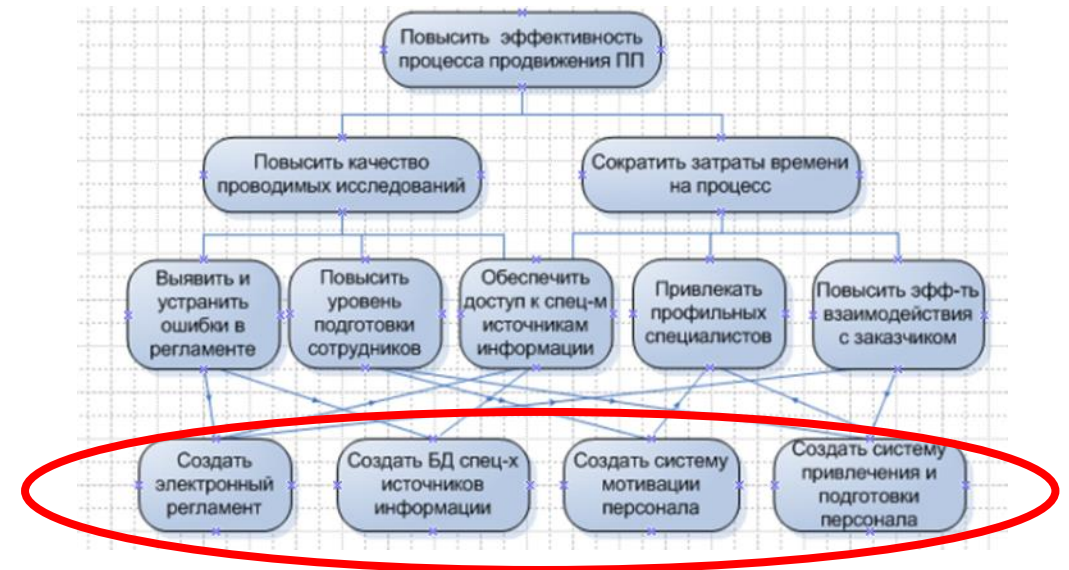 Повысить эффективность
процесса продвижения ПП
Повысить качество
проводимых исследований
Сократить затраты времени
на процесс
Выявить и
устранить
ошибки в
регламенте
Повысить
уровень
подготовки
сотрудников
Обеспечить
доступ к спец-м
источникам
информации
Привлекать
профильных
специалистов
Повысить эфф-ть
взаимодействия
с заказчиком
Создать
электронный
регламент
Создать БД спец-х
источников
информации
Создать систему
мотивации
персонала
Создать систему
привлечения и
подготовки
персонала